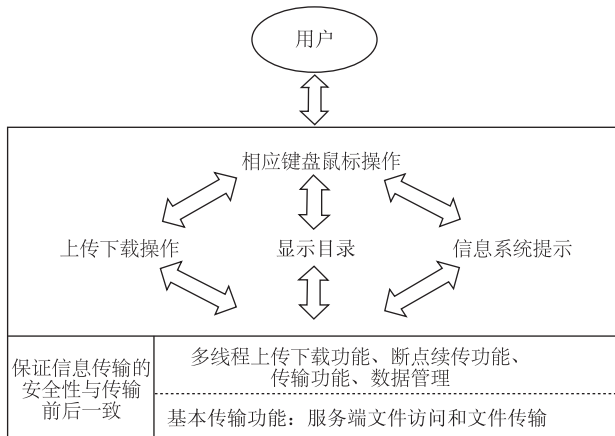 用户
相应键盘鼠标操作
上传下载操作
显示目录
信息系统提示
保证信息传输的
安全性与传输
前后一致
多线程上传下载功能、断点续传功能、
传输功能、数据管理
基本传输功能：服务端文件访问和文件传输